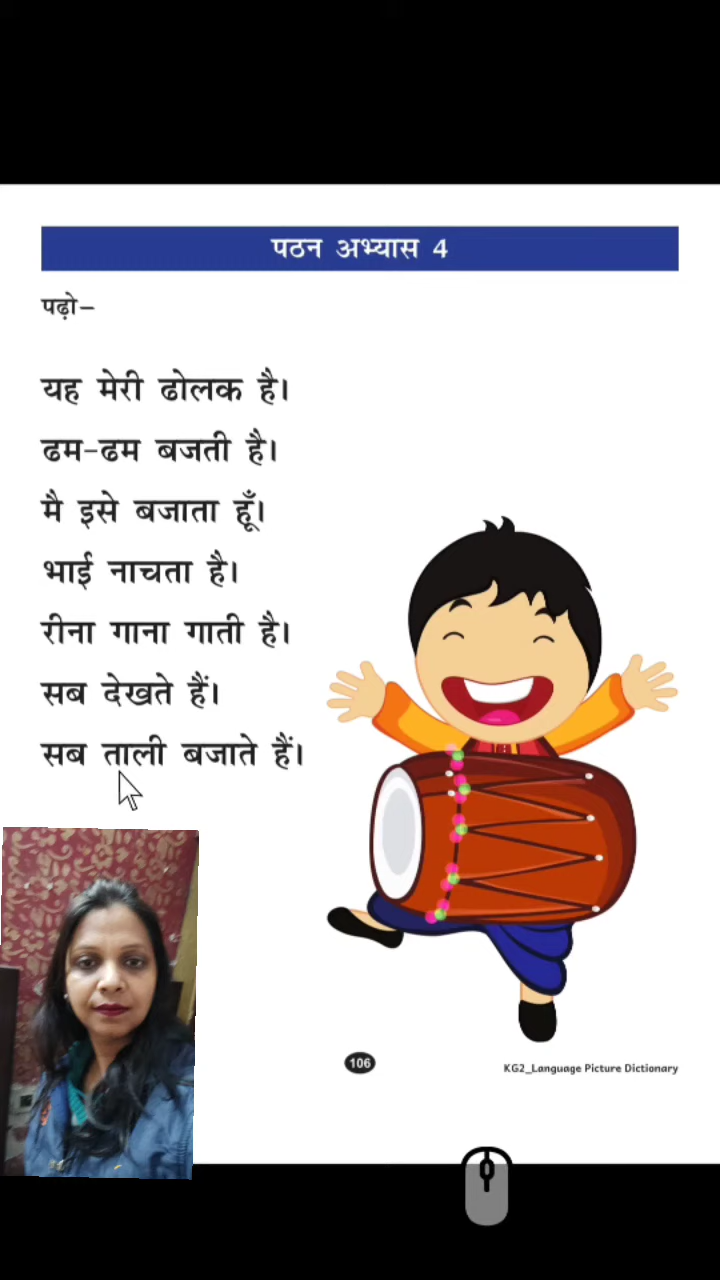 पठन अभ्यास 4
पढ़ो–
यह मेरी ढोलक है।
ढम-ढम बजती है।
मै इसे बजाता हूँ।
भाई नाचता है।
रीना गाना गाती है।
सब देखते हैं।
सब ताली बजाते हैं।
106
KG2_Language Picture Dictionary